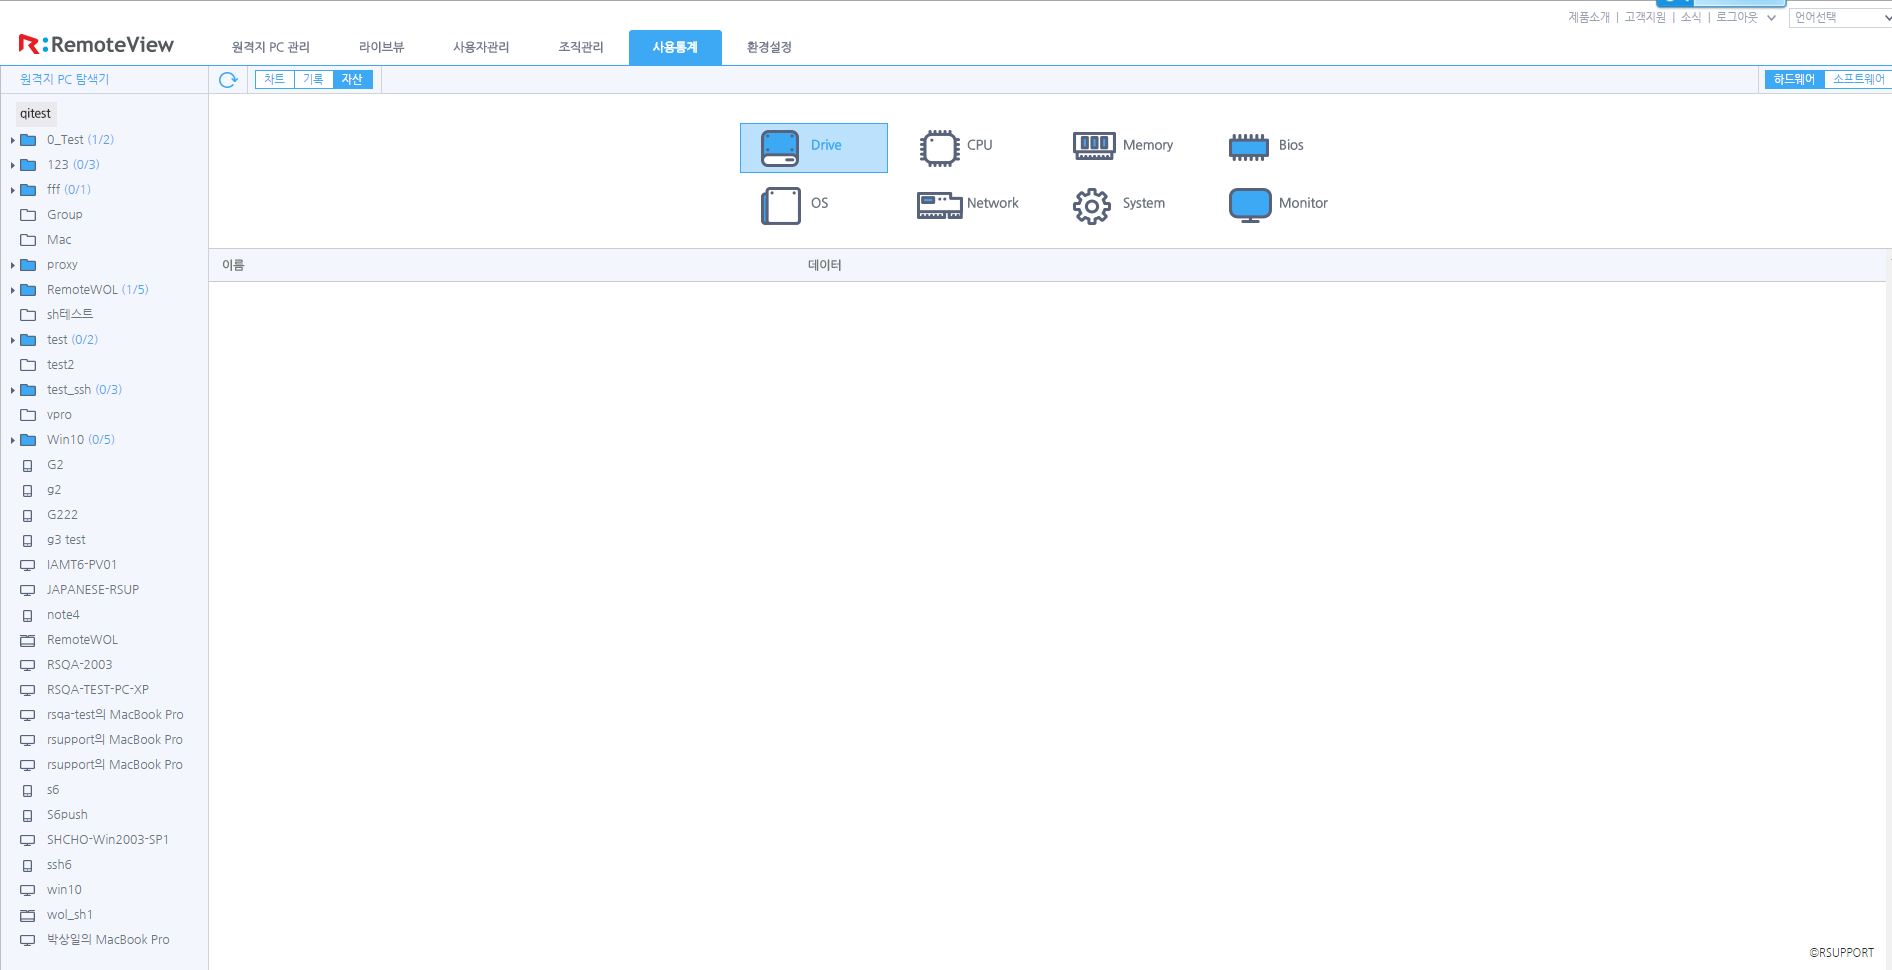 제품소개 | 고객지원 | 소식 | 로그아웃 언어선택
R:RemoteView 원격지 PC 관리 라이브뷰 사용자관리 조직관리 사용통계 환경설정
원격지 PC 탐색기 차트 기록 자산 하드웨어 소프트웨어
qitest
0_Test (1/2)
123 (0/3)
fff (0/1)
Group
Mac
proxy
RemoteWOL (1/5)
sh테스트
test (0/2)
test2
test_ssh (0/3)
vpro
Win10 (0/5)
G2
g2
G222
g3 test
IAMT6-PV01
JAPANESE-RSUP
note4
RemoteWOL
RSQA-2003
RSQA-TEST-PC-XP
rsqa-test의 MacBook Pro
rsupport의 MacBook Pro
rsupport의 MacBook Pro
s6
S6push
SHCHO-Win2003-SP1
ssh6
win10
wol_sh1
박상일의 MacBook Pro
Drive CPU Memory Bios
OS Network System Monitor
이름 데이터
©RSUPPORT